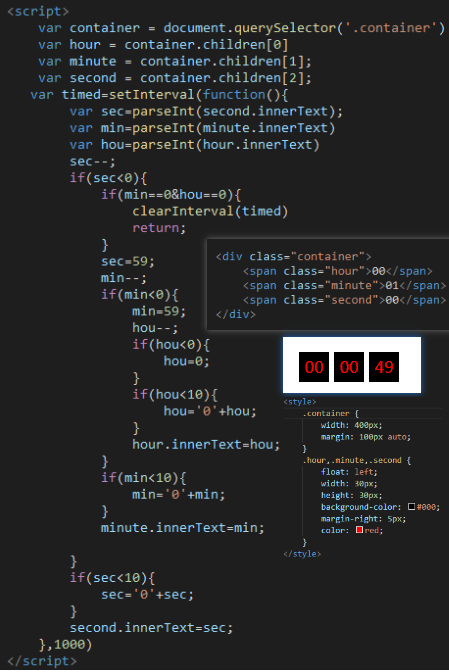 <script>
var container = document.querySelector('.container')
var hour = container.children[0]
var minute = container.children[1];
var second = container.children[2];
var timed=setInterval(function(){
var sec=parseInt(second.innerText);
var min=parseInt(minute.innerText)
var hou=parseInt(hour.innerText)
sec--;
if(sec<0){
if(min==0&hou==0){
clearInterval(timed)
return;
}
sec=59;
min--;
if(min<0){
min=59;
hou--;
if(hou<0){
hou=0;
}
if(hou<10){
hou='0'+hou;
}
hour.innerText=hou;
}
if(min<10){
min='0'+min;
}
minute.innerText=min;
}
if(sec<10){
sec='0'+sec;
}
second.innerText=sec;
},1000)
</script>
<div class="container">
<span class="hour">00</span>
<span class="minute">01</span>
<span class="second">00</span>
</div>
00 00 49
<style>
.container {
width: 400px;
margin: 100px auto;
}
.hour,.minute,.second {
float: left;
width: 30px;
height: 30px;
background-color: #000;
margin-right: 5px;
color: red;
}
</style>